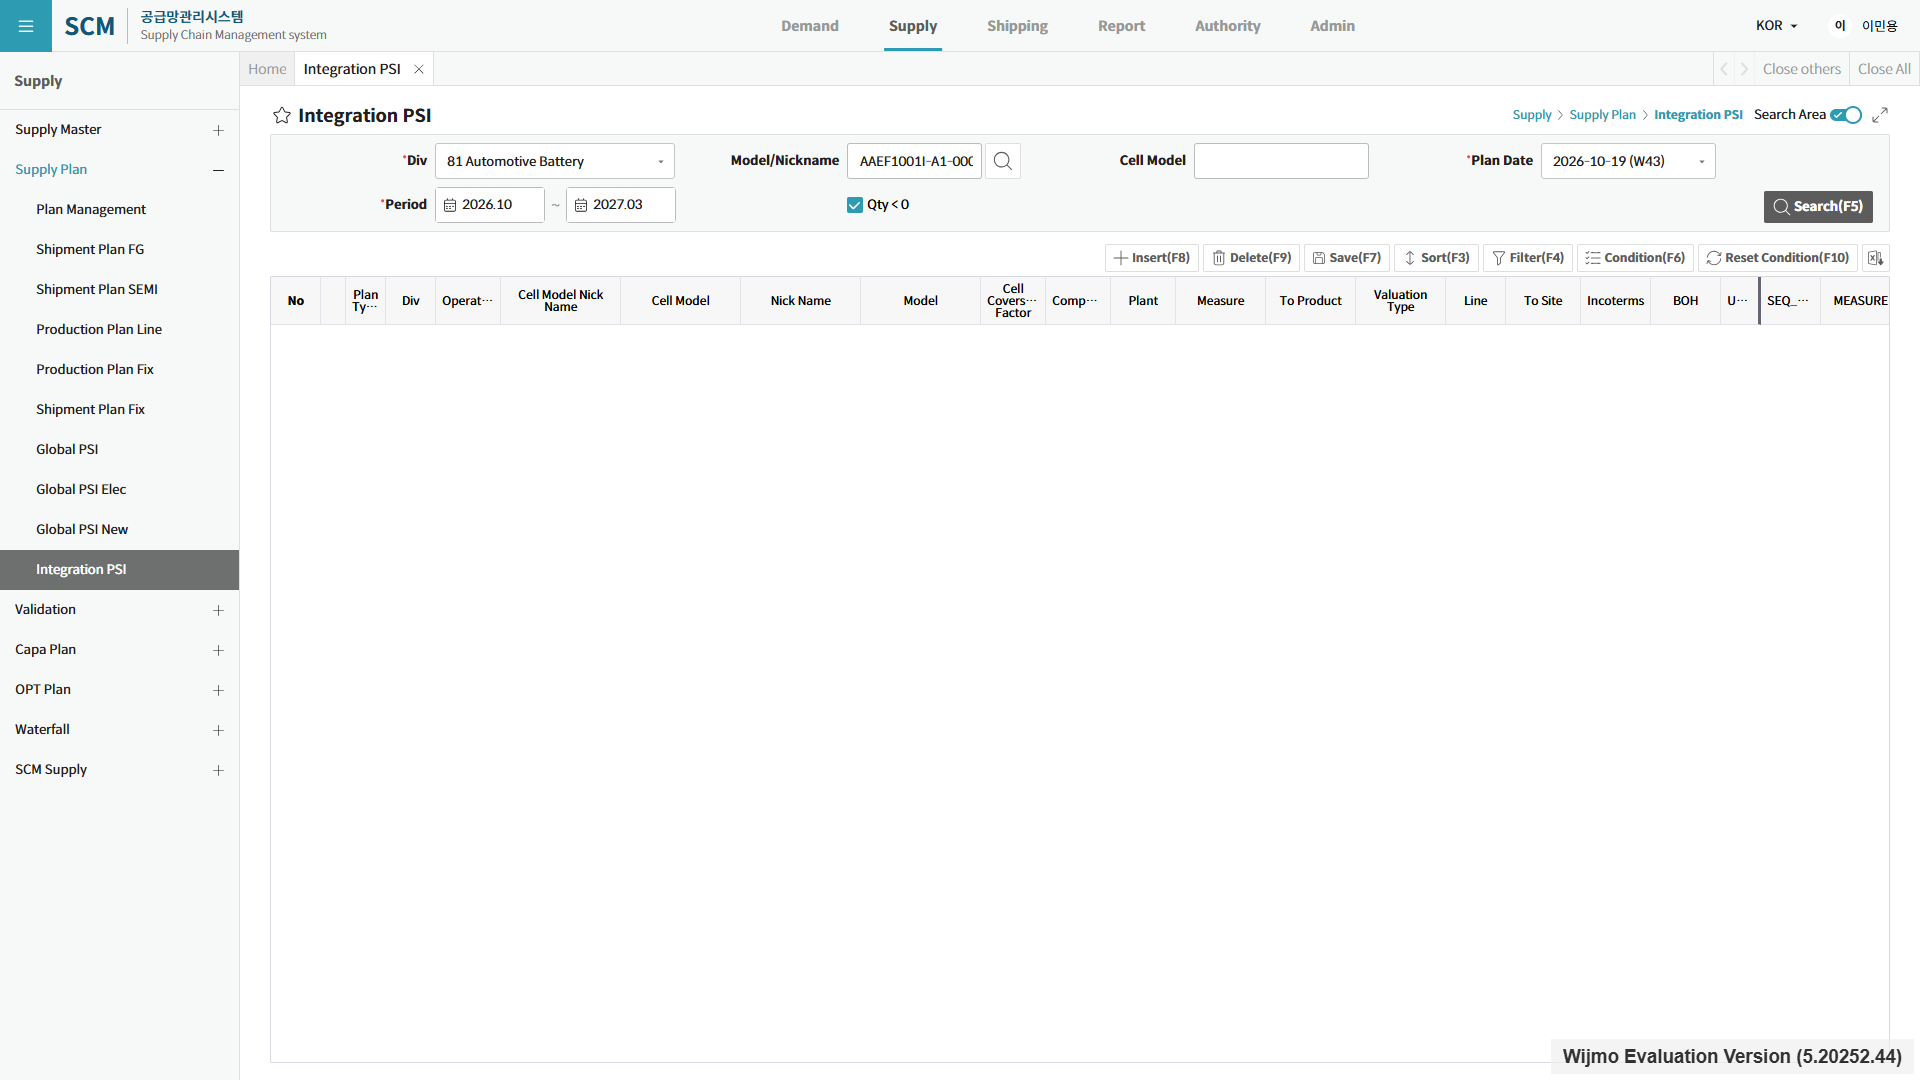 SCM
공급망관리시스템
Supply Chain Management system
Demand
Supply
Shipping
Report
Authority
Admin
KOR
이
이민용
Supply
Home
Integration PSI
Close others
Close All
Supply Master
Supply Plan
Plan Management
Shipment Plan FG
Shipment Plan SEMI
Production Plan Line
Production Plan Fix
Shipment Plan Fix
Global PSI
Global PSI Elec
Global PSI New
Integration PSI
Validation
Capa Plan
OPT Plan
Waterfall
SCM Supply
Integration PSI
Supply > Supply Plan > Integration PSI
Search Area
*Div
81 Automotive Battery
Model/Nickname
AAEF1001I-A1-00
Cell Model
*Plan Date
2026-10-19 (W43)
*Period
2026.10
~
2027.03
Qty < 0
Search(F5)
Insert(F8)
Delete(F9)
Save(F7)
Sort(F3)
Filter(F4)
Condition(F6)
Reset Condition(F10)
No
Plan
Ty···
Div
Operat···
Cell Model Nick
Name
Cell Model
Nick Name
Model
Cell
Covers···
Factor
Comp···
Plant
Measure
To Product
Valuation
Type
Line
To Site
Incoterms
BOH
U···
SEQ_···
MEASURE
Wijmo Evaluation Version (5.20252.44)